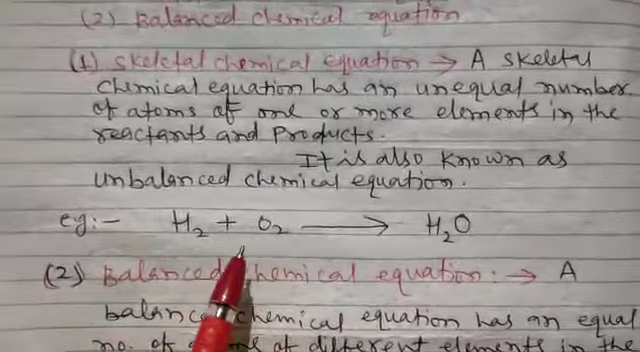 (2) Balanced chemical equation
(1) Skeletal chemical equation → A skeletal
chemical equation has an unequal number
of atoms of one or more elements in the
reactants and Products.
It is also known as
unbalanced chemical equation.
eg:- H₂ + O₂ ⟶ H₂O
(2) Balanced chemical equation: → A
balanced chemical equation has an equal
no. of of different elements in the